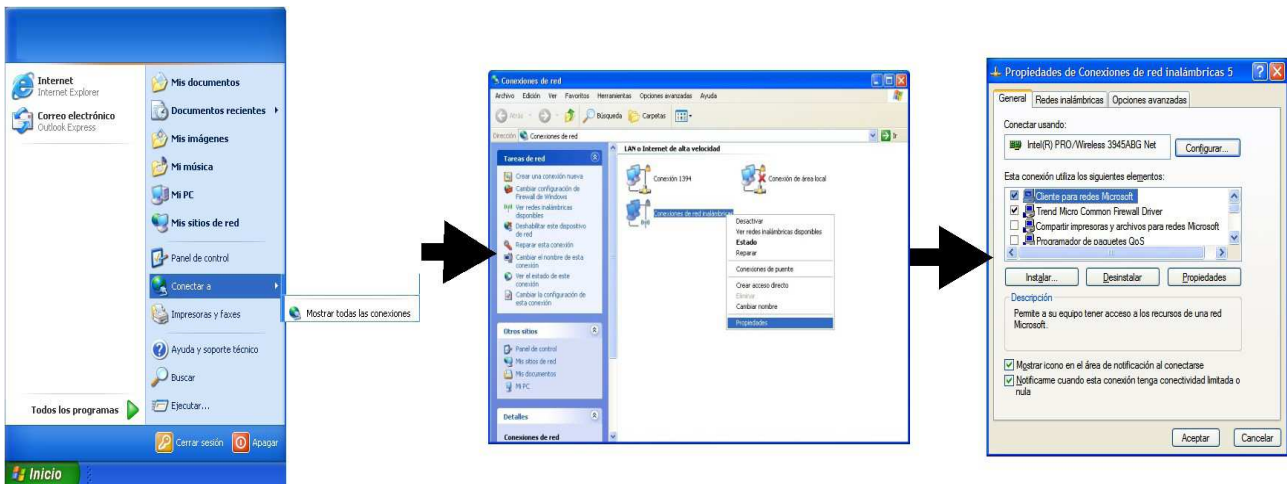 Internet
Internet Explorer
Correo electrónico
Outlook Express
Todos los programas
Mis documentos
Documentos recientes
Mis imágenes
Mi música
Mi PC
Mis sitios de red
Panel de control
Conectar a
Impresoras y faxes
Ayuda y soporte técnico
Buscar
Ejecutar...
Cerrar sesión
Apagar
Inicio
Mostrar todas las conexiones
Conexiones de red
Archivo Edición Ver Favoritos Herramientas Opciones avanzadas Ayuda
Atrás Búsqueda Carpetas
Dirección Conexiones de red
Tareas de red
Crear una conexión nueva
Cambiar configuración de
Firewall de Windows
Ver redes inalámbricas
disponibles
Deshabilitar este dispositivo
de red
Reparar esta conexión
Cambiar el nombre de esta
conexión
Ver el estado de esta
conexión
Cambiar la configuración de
esta conexión
Otros sitios
Panel de control
Mis sitios de red
Mis documentos
Mi PC
Detalles
Conexiones de red
LAN o Internet de alta velocidad
Conexión 1394
Conexión de área local
Conexiones de red inalámbricas
Desactivar
Ver redes inalámbricas disponibles
Estado
Reparar
Conexiones de puente
Crear acceso directo
Eliminar
Cambiar nombre
Propiedades
Propiedades de Conexiones de red inalámbricas 5
General Redes inalámbricas Opciones avanzadas
Conectar usando:
Intel(R) PRO/Wireless 3945ABG Net Configurar...
Esta conexión utiliza los siguientes elementos:
Cliente para redes Microsoft
Trend Micro Common Firewall Driver
Compartir impresoras y archivos para redes Microsoft
Programador de paquetes QoS
Instalar... Desinstalar Propiedades
Descripción
Permite a su equipo tener acceso a los recursos de una red
Microsoft.
Mostrar icono en el área de notificación al conectarse
Notificarme cuando esta conexión tenga conectividad limitada o
nula
Aceptar Cancelar